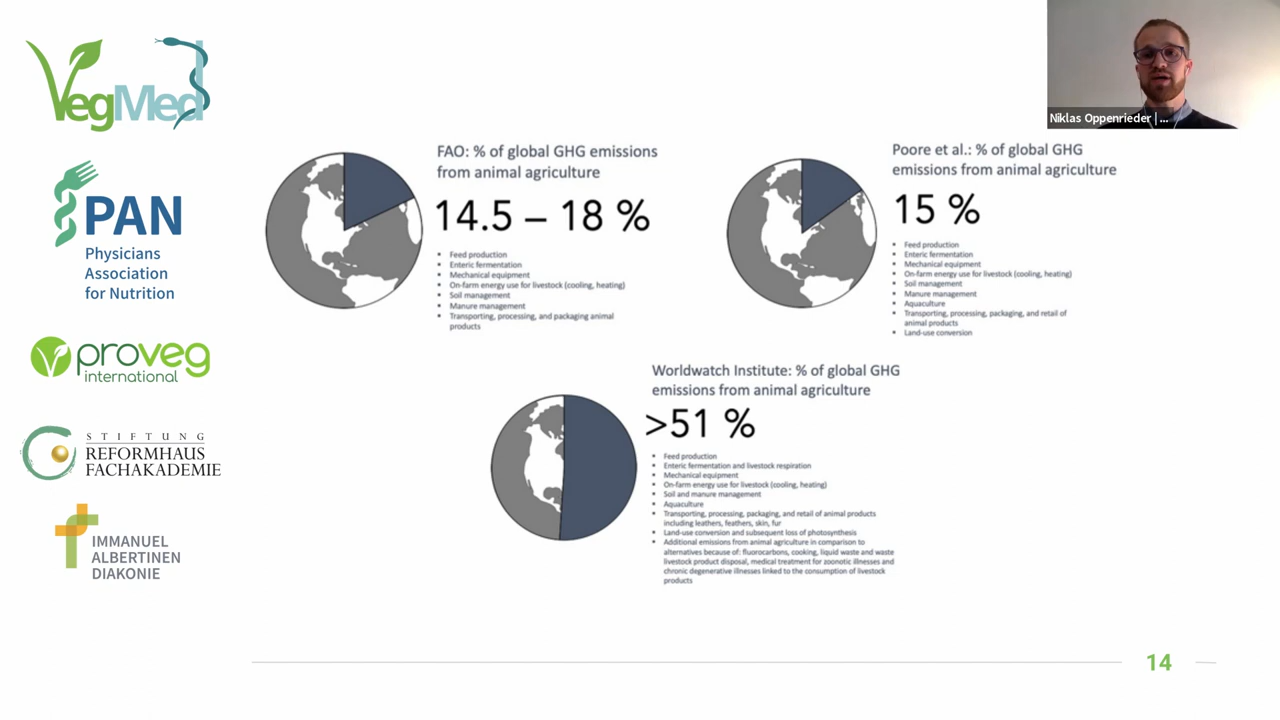 VegMed
PAN
Physicians
Association
for Nutrition
proveg
international
STIFTUNG
REFORMHAUS
FACHAKADEMIE
IMMANUEL
ALBERTINEN
DIAKONIE
Niklas Oppenrieder | ...
FAO: % of global GHG emissions
from animal agriculture
14.5 – 18 %
▪ Feed production
▪ Enteric fermentation
▪ Mechanical equipment
▪ On-farm energy use for livestock (cooling, heating)
▪ Soil management
▪ Manure management
▪ Transporting, processing, and packaging animal
products
Poore et al.: % of global GHG
emissions from animal agriculture
15 %
▪ Feed production
▪ Enteric fermentation
▪ Mechanical equipment
▪ On-farm energy use for livestock (cooling, heating)
▪ Soil management
▪ Manure management
▪ Aquaculture
▪ Transporting, processing, packaging, and retail of
animal products
▪ Land-use conversion
Worldwatch Institute: % of global GHG
emissions from animal agriculture
>51 %
▪ Feed production
▪ Enteric fermentation and livestock respiration
▪ Mechanical equipment
▪ On-farm energy use for livestock (cooling, heating)
▪ Soil and manure management
▪ Aquaculture
▪ Transporting, processing, packaging, and retail of animal products
including leathers, feathers, skin, fur
▪ Land-use conversion and subsequent loss of photosynthesis
▪ Additional emissions from animal agriculture in comparison to
alternatives because of: fluorocarbons, cooking, liquid waste and waste
livestock product disposal, medical treatment for zoonotic illnesses and
chronic degenerative illnesses linked to the consumption of livestock
products
14